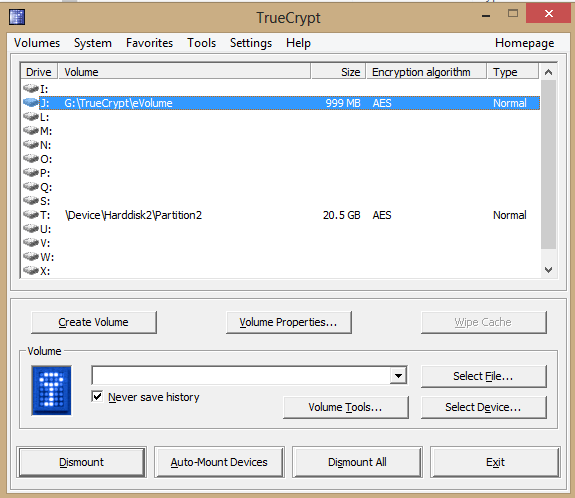 TrueCrypt
Volumes System Favorites Tools Settings Help Homepage
Drive Volume Size Encryption algorithm Type
I:
J: G:\TrueCrypt\eVolume 999 MB AES Normal
L:
M:
N:
O:
P:
Q:
S:
T: \Device\Harddisk2\Partition2 20.5 GB AES Normal
U:
V:
W:
X:
Create Volume Volume Properties... Wipe Cache
Volume
Select File...
Never save history
Volume Tools... Select Device...
Dismount Auto-Mount Devices Dismount All Exit